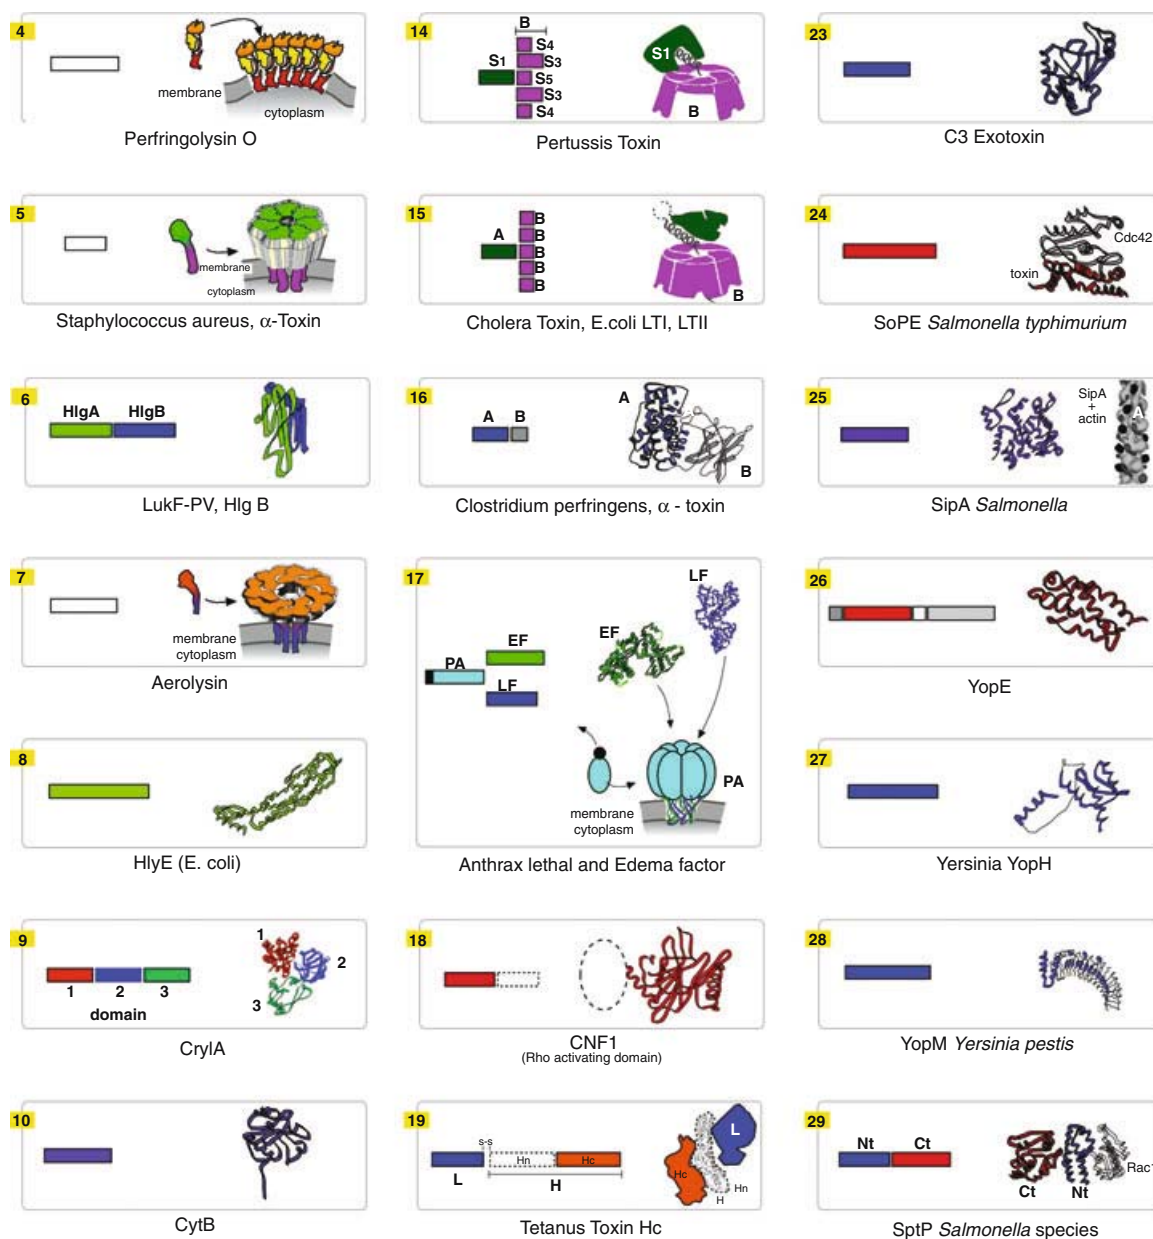 4
membrane
cytoplasm
Perfringolysin O
5
membrane
cytoplasm
Staphylococcus aureus, α-Toxin
6
HlgA HlgB
LukF-PV, Hlg B
7
membrane
cytoplasm
Aerolysin
8
HlyE (E. coli)
9
1 2 3
domain
1
2
3
CrylA
10
CytB
14
B
S4
S1 S3
S5
S3
S4
S1
B
Pertussis Toxin
15
B
A B
B
B
B
B
Cholera Toxin, E.coli LTI, LTII
16
A B
A
B
Clostridium perfringens, α - toxin
17
LF
EF
EF
PA
LF
PA
membrane
cytoplasm
Anthrax lethal and Edema factor
18
CNF1
(Rho activating domain)
19
s-s
Hn Hc
L H
L
Hc
Hn
H
Tetanus Toxin Hc
23
C3 Exotoxin
24
Cdc42
toxin
SoPE Salmonella typhimurium
25
SipA
+
actin
A
SipA Salmonella
26
YopE
27
Yersinia YopH
28
YopM Yersinia pestis
29
Nt Ct
Ct Nt
Rac1
SptP Salmonella species